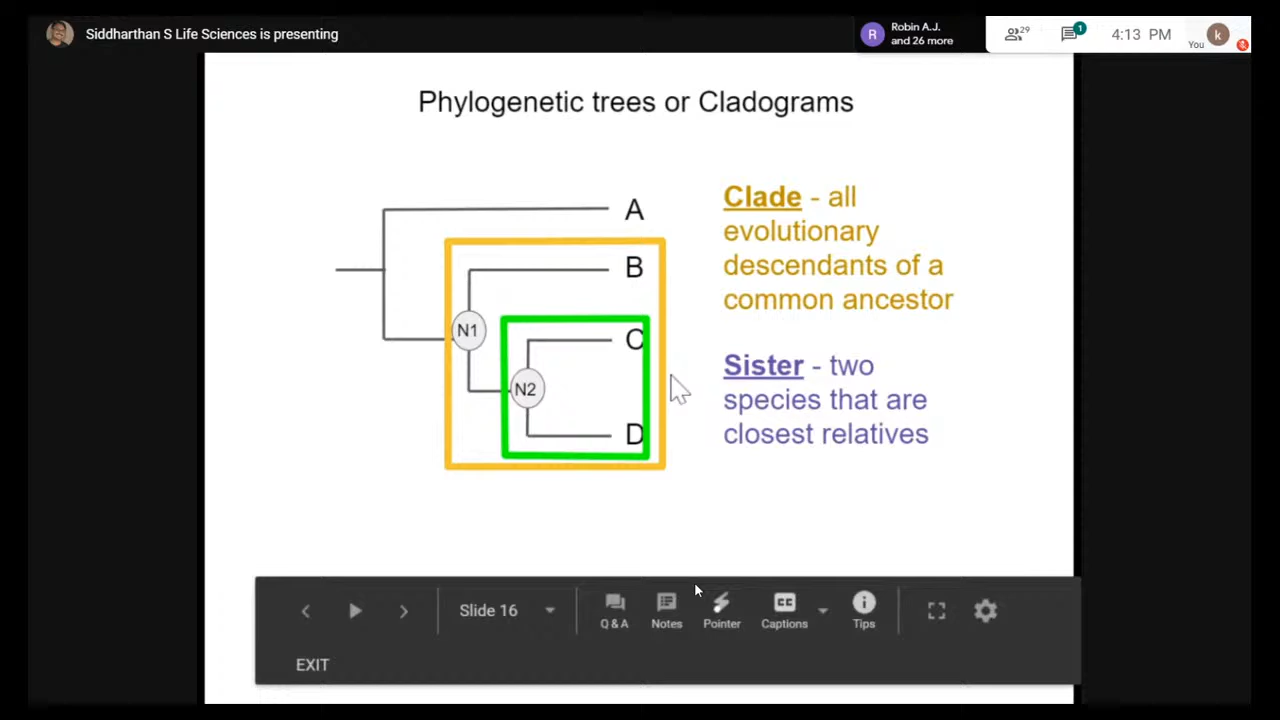 Siddharthan S Life Sciences is presenting
R
Robin A.J.
and 26 more
29
1
4:13 PM
You
k
Phylogenetic trees or Cladograms
A
B
N1
C
N2
D
Clade - all
evolutionary
descendants of a
common ancestor
Sister - two
species that are
closest relatives
Slide 16
Q & A
Notes
Pointer
CC
Captions
Tips
EXIT